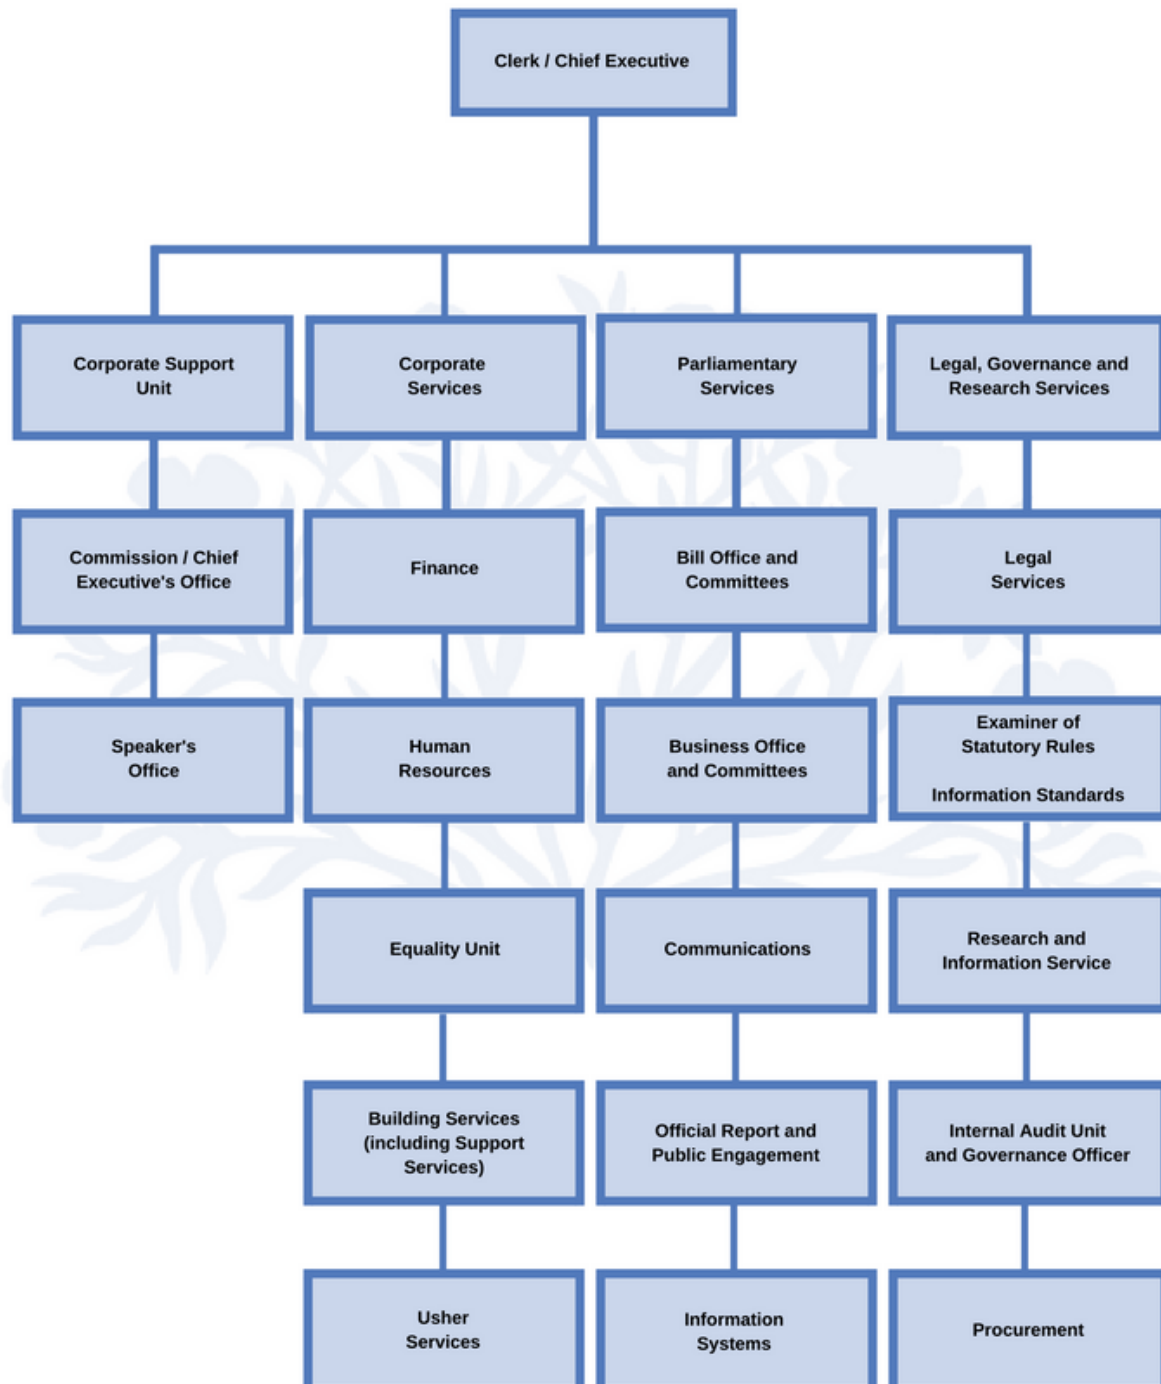 Clerk / Chief Executive
Corporate Support
Unit
Corporate
Services
Parliamentary
Services
Legal, Governance and
Research Services
Commission / Chief
Executive's Office
Finance
Bill Office and
Committees
Legal
Services
Speaker's
Office
Human
Resources
Business Office
and Committees
Examiner of
Statutory Rules
Information Standards
Equality Unit
Communications
Research and
Information Service
Building Services
(including Support
Services)
Official Report and
Public Engagement
Internal Audit Unit
and Governance Officer
Usher
Services
Information
Systems
Procurement